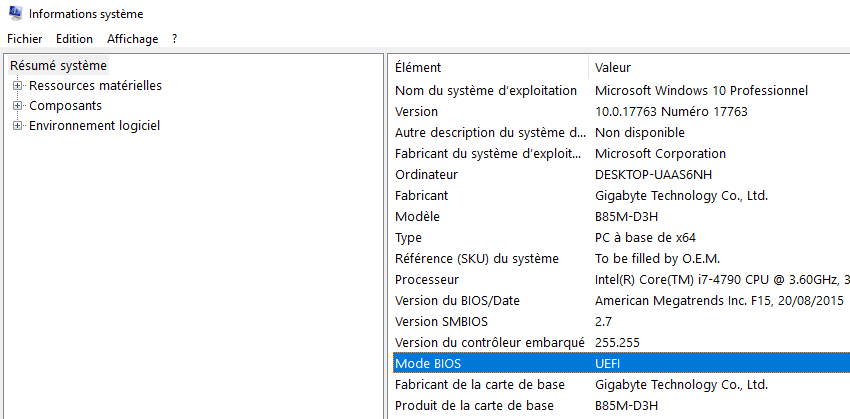 Informations système
Fichier Edition Affichage ?
Résumé système
Ressources matérielles
Composants
Environnement logiciel
Élément Valeur
Nom du système d'exploitation Microsoft Windows 10 Professionnel
Version 10.0.17763 Numéro 17763
Autre description du système d... Non disponible
Fabricant du système d'exploit... Microsoft Corporation
Ordinateur DESKTOP-UAAS6NH
Fabricant Gigabyte Technology Co., Ltd.
Modèle B85M-D3H
Type PC à base de x64
Référence (SKU) du système To be filled by O.E.M.
Processeur Intel(R) Core(TM) i7-4790 CPU @ 3.60GHz, 3
Version du BIOS/Date American Megatrends Inc. F15, 20/08/2015
Version SMBIOS 2.7
Version du contrôleur embarqué 255.255
Mode BIOS UEFI
Fabricant de la carte de base Gigabyte Technology Co., Ltd.
Produit de la carte de base B85M-D3H